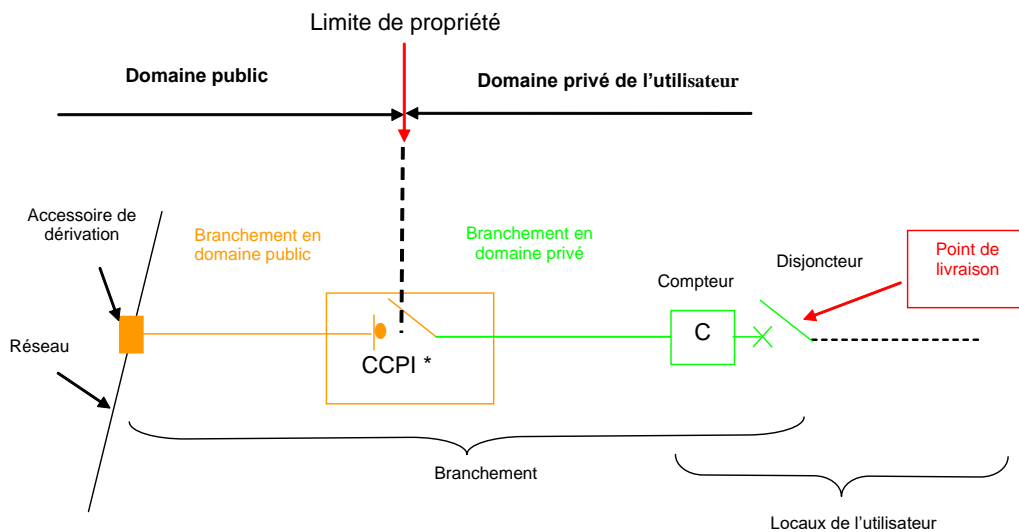 Limite de propriété
Domaine public
Domaine privé de l'utilisateur
Accessoire de
dérivation
Branchement en
domaine public
Branchement en
domaine privé
Compteur
Disjoncteur
Point de
livraison
Réseau
CCPI *
C
Branchement
Locaux de l'utilisateur